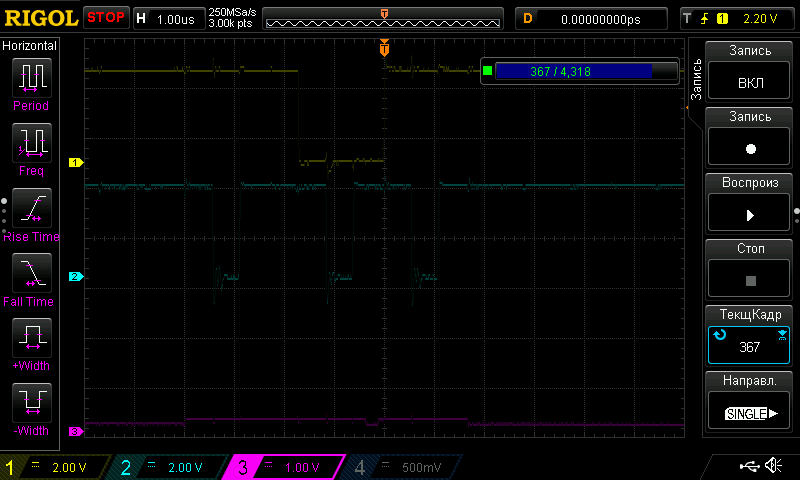 RIGOL STOP H 1.00us 250MSa/s 3.00k pts T D 0.00000000ps T 1 2.20 V
Horizontal
Period
Freq
Rise Time
Fall Time
+Width
-Width
T
367 / 4,318
1
2
3
Запись
Запись
ВКЛ
Запись
Воспроиз
Стоп
ТекщКадр
367
Направл.
SINGLE
1 2.00 V 2 2.00 V 3 1.00 V 4 500mV